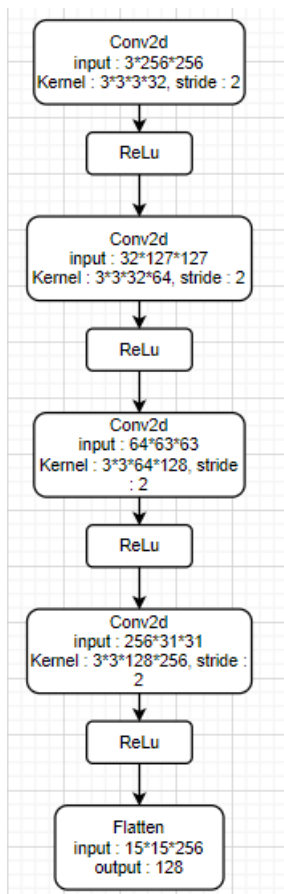 Conv2d
input : 3*256*256
Kernel : 3*3*3*32, stride : 2
ReLu
Conv2d
input : 32*127*127
Kernel : 3*3*32*64, stride : 2
ReLu
Conv2d
input : 64*63*63
Kernel : 3*3*64*128, stride
: 2
ReLu
Conv2d
input : 256*31*31
Kernel : 3*3*128*256, stride :
2
ReLu
Flatten
input : 15*15*256
output : 128